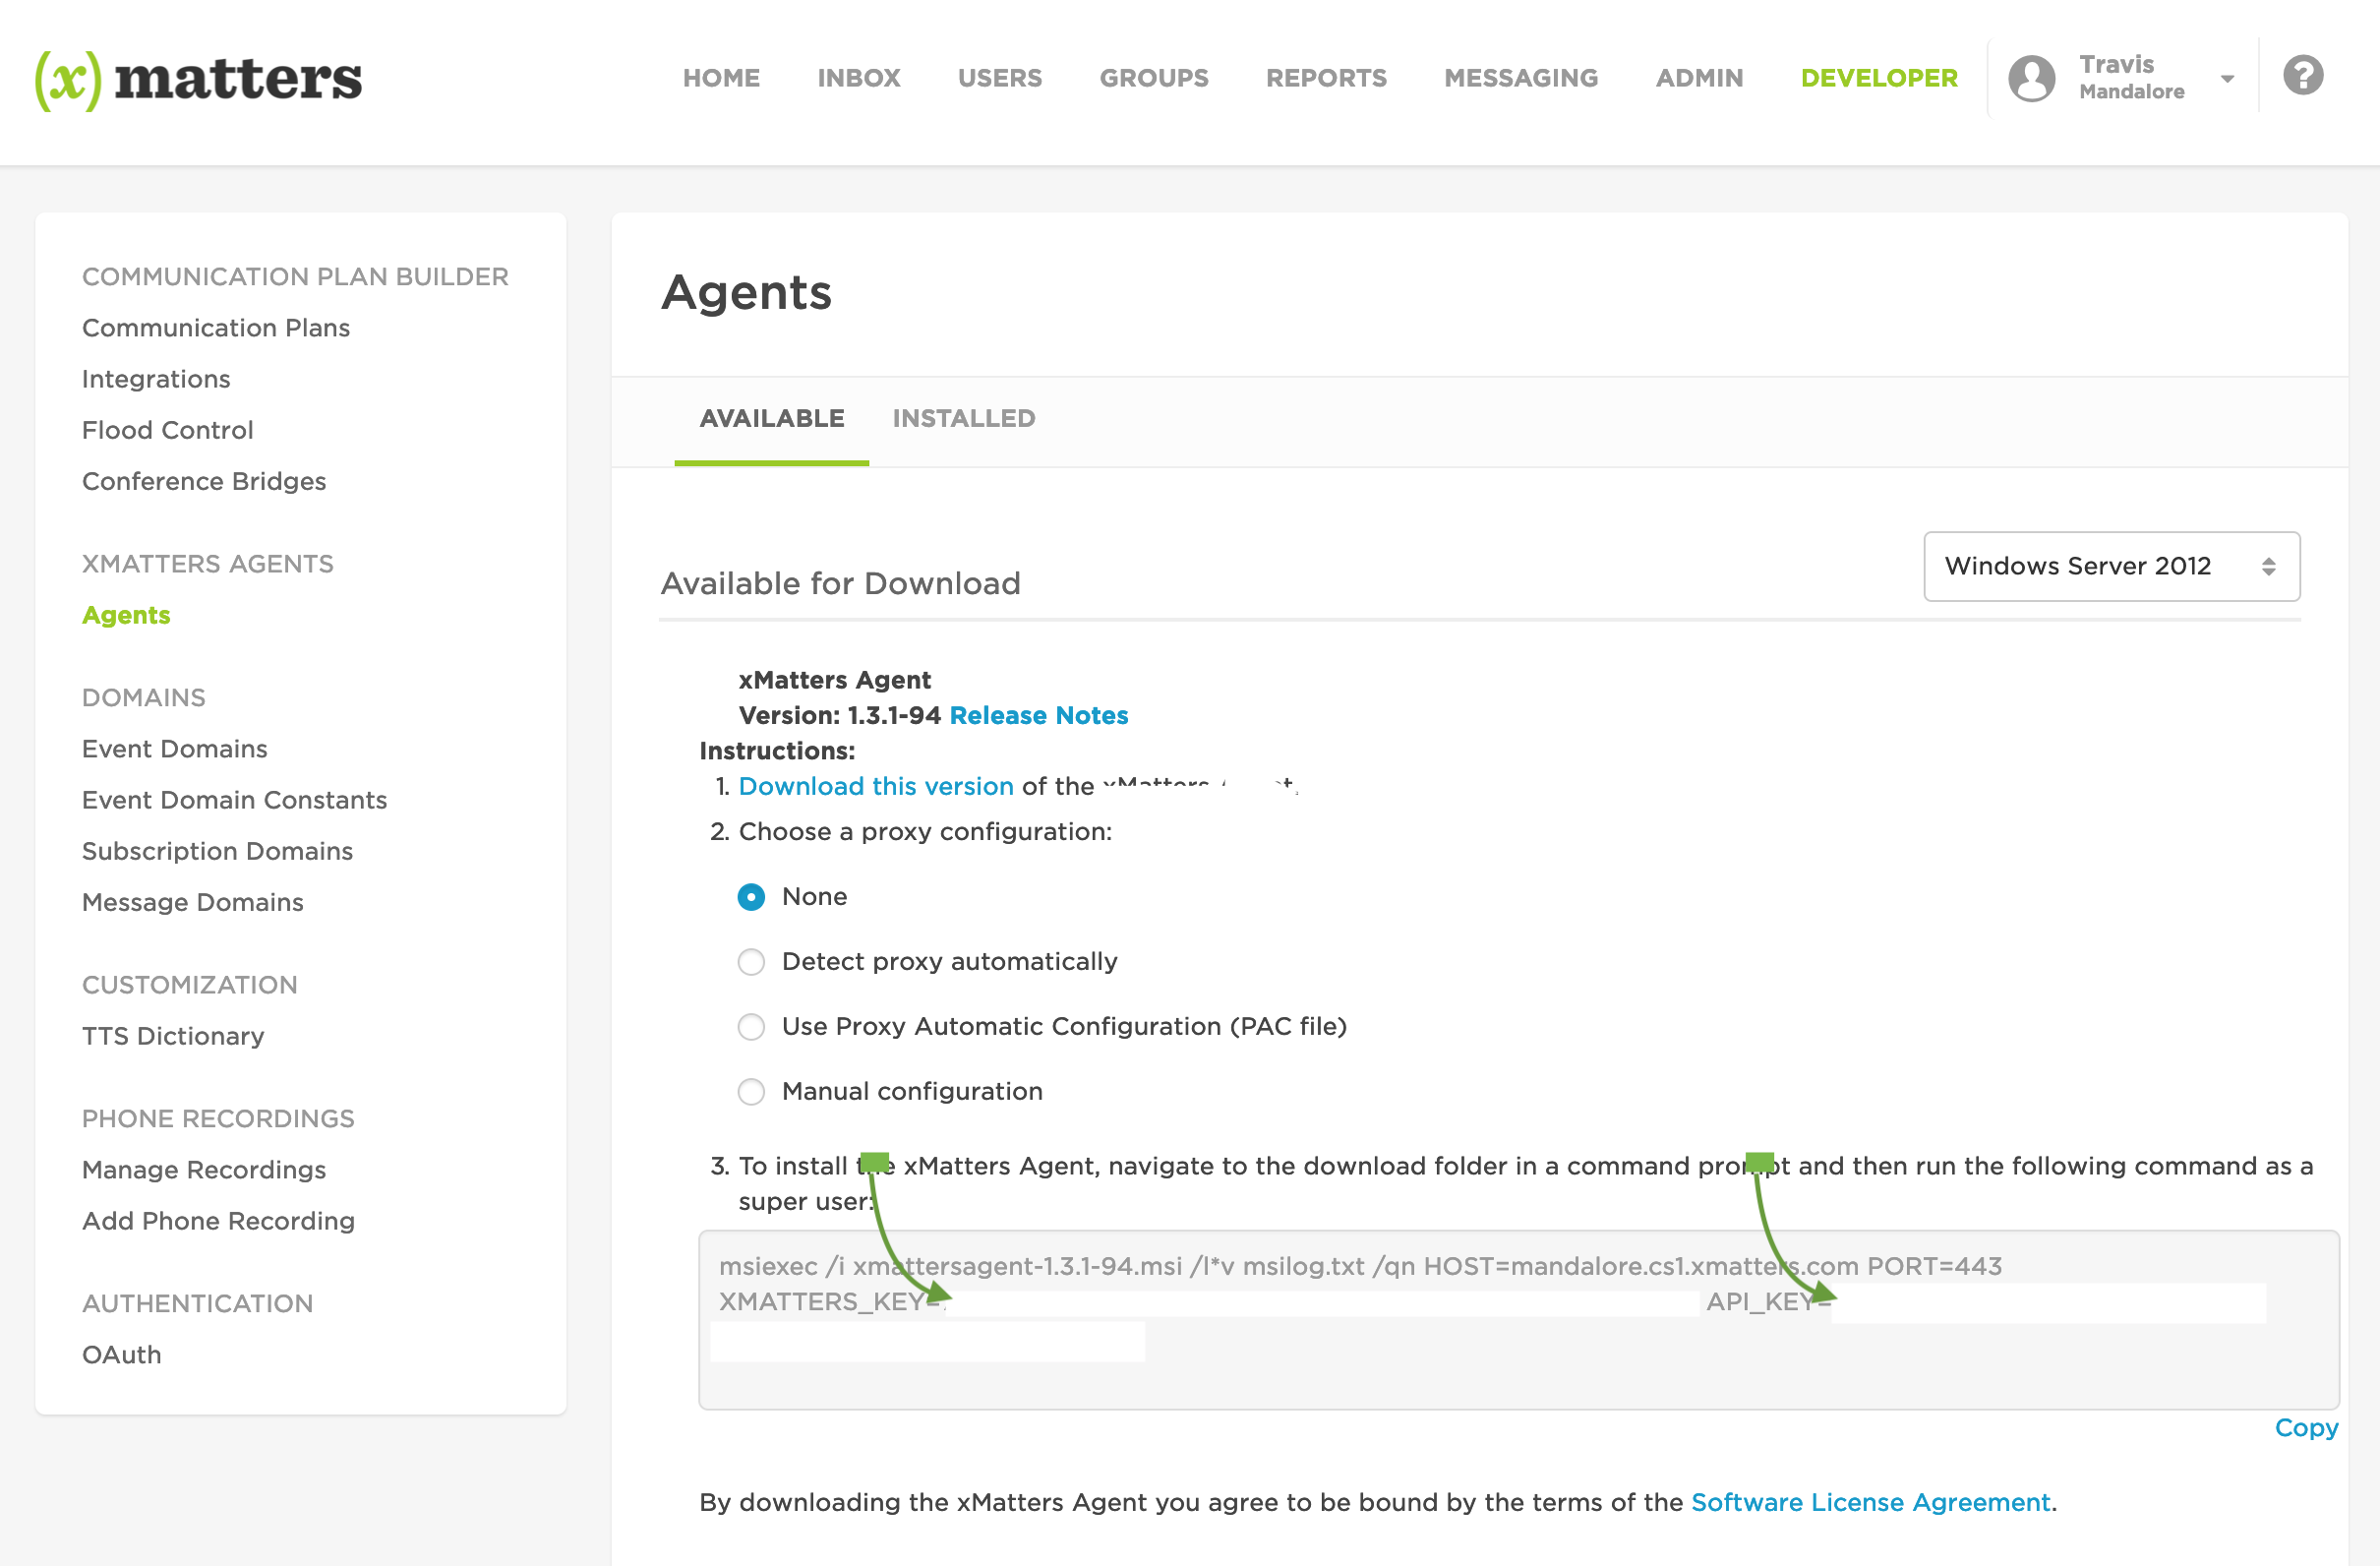 (x) matters
HOME INBOX USERS GROUPS REPORTS MESSAGING ADMIN DEVELOPER
Travis
Mandalore
?
COMMUNICATION PLAN BUILDER
Communication Plans
Integrations
Flood Control
Conference Bridges
XMATTERS AGENTS
Agents
DOMAINS
Event Domains
Event Domain Constants
Subscription Domains
Message Domains
CUSTOMIZATION
TTS Dictionary
PHONE RECORDINGS
Manage Recordings
Add Phone Recording
AUTHENTICATION
OAuth
Agents
AVAILABLE INSTALLED
Available for Download
Windows Server 2012
xMatters Agent
Version: 1.3.1-94 Release Notes
Instructions:
1. Download this version of the xMatters
2. Choose a proxy configuration:
None
Detect proxy automatically
Use Proxy Automatic Configuration (PAC file)
Manual configuration
3. To install the xMatters Agent, navigate to the download folder in a command prompt and then run the following command as a
super user:
msiexec /i xmattersagent-1.3.1-94.msi /l*v msilog.txt /qn HOST=mandalore.cs1.xmatters.com PORT=443
XMATTERS_KEY= API_KEY=
Copy
By downloading the xMatters Agent you agree to be bound by the terms of the Software License Agreement.